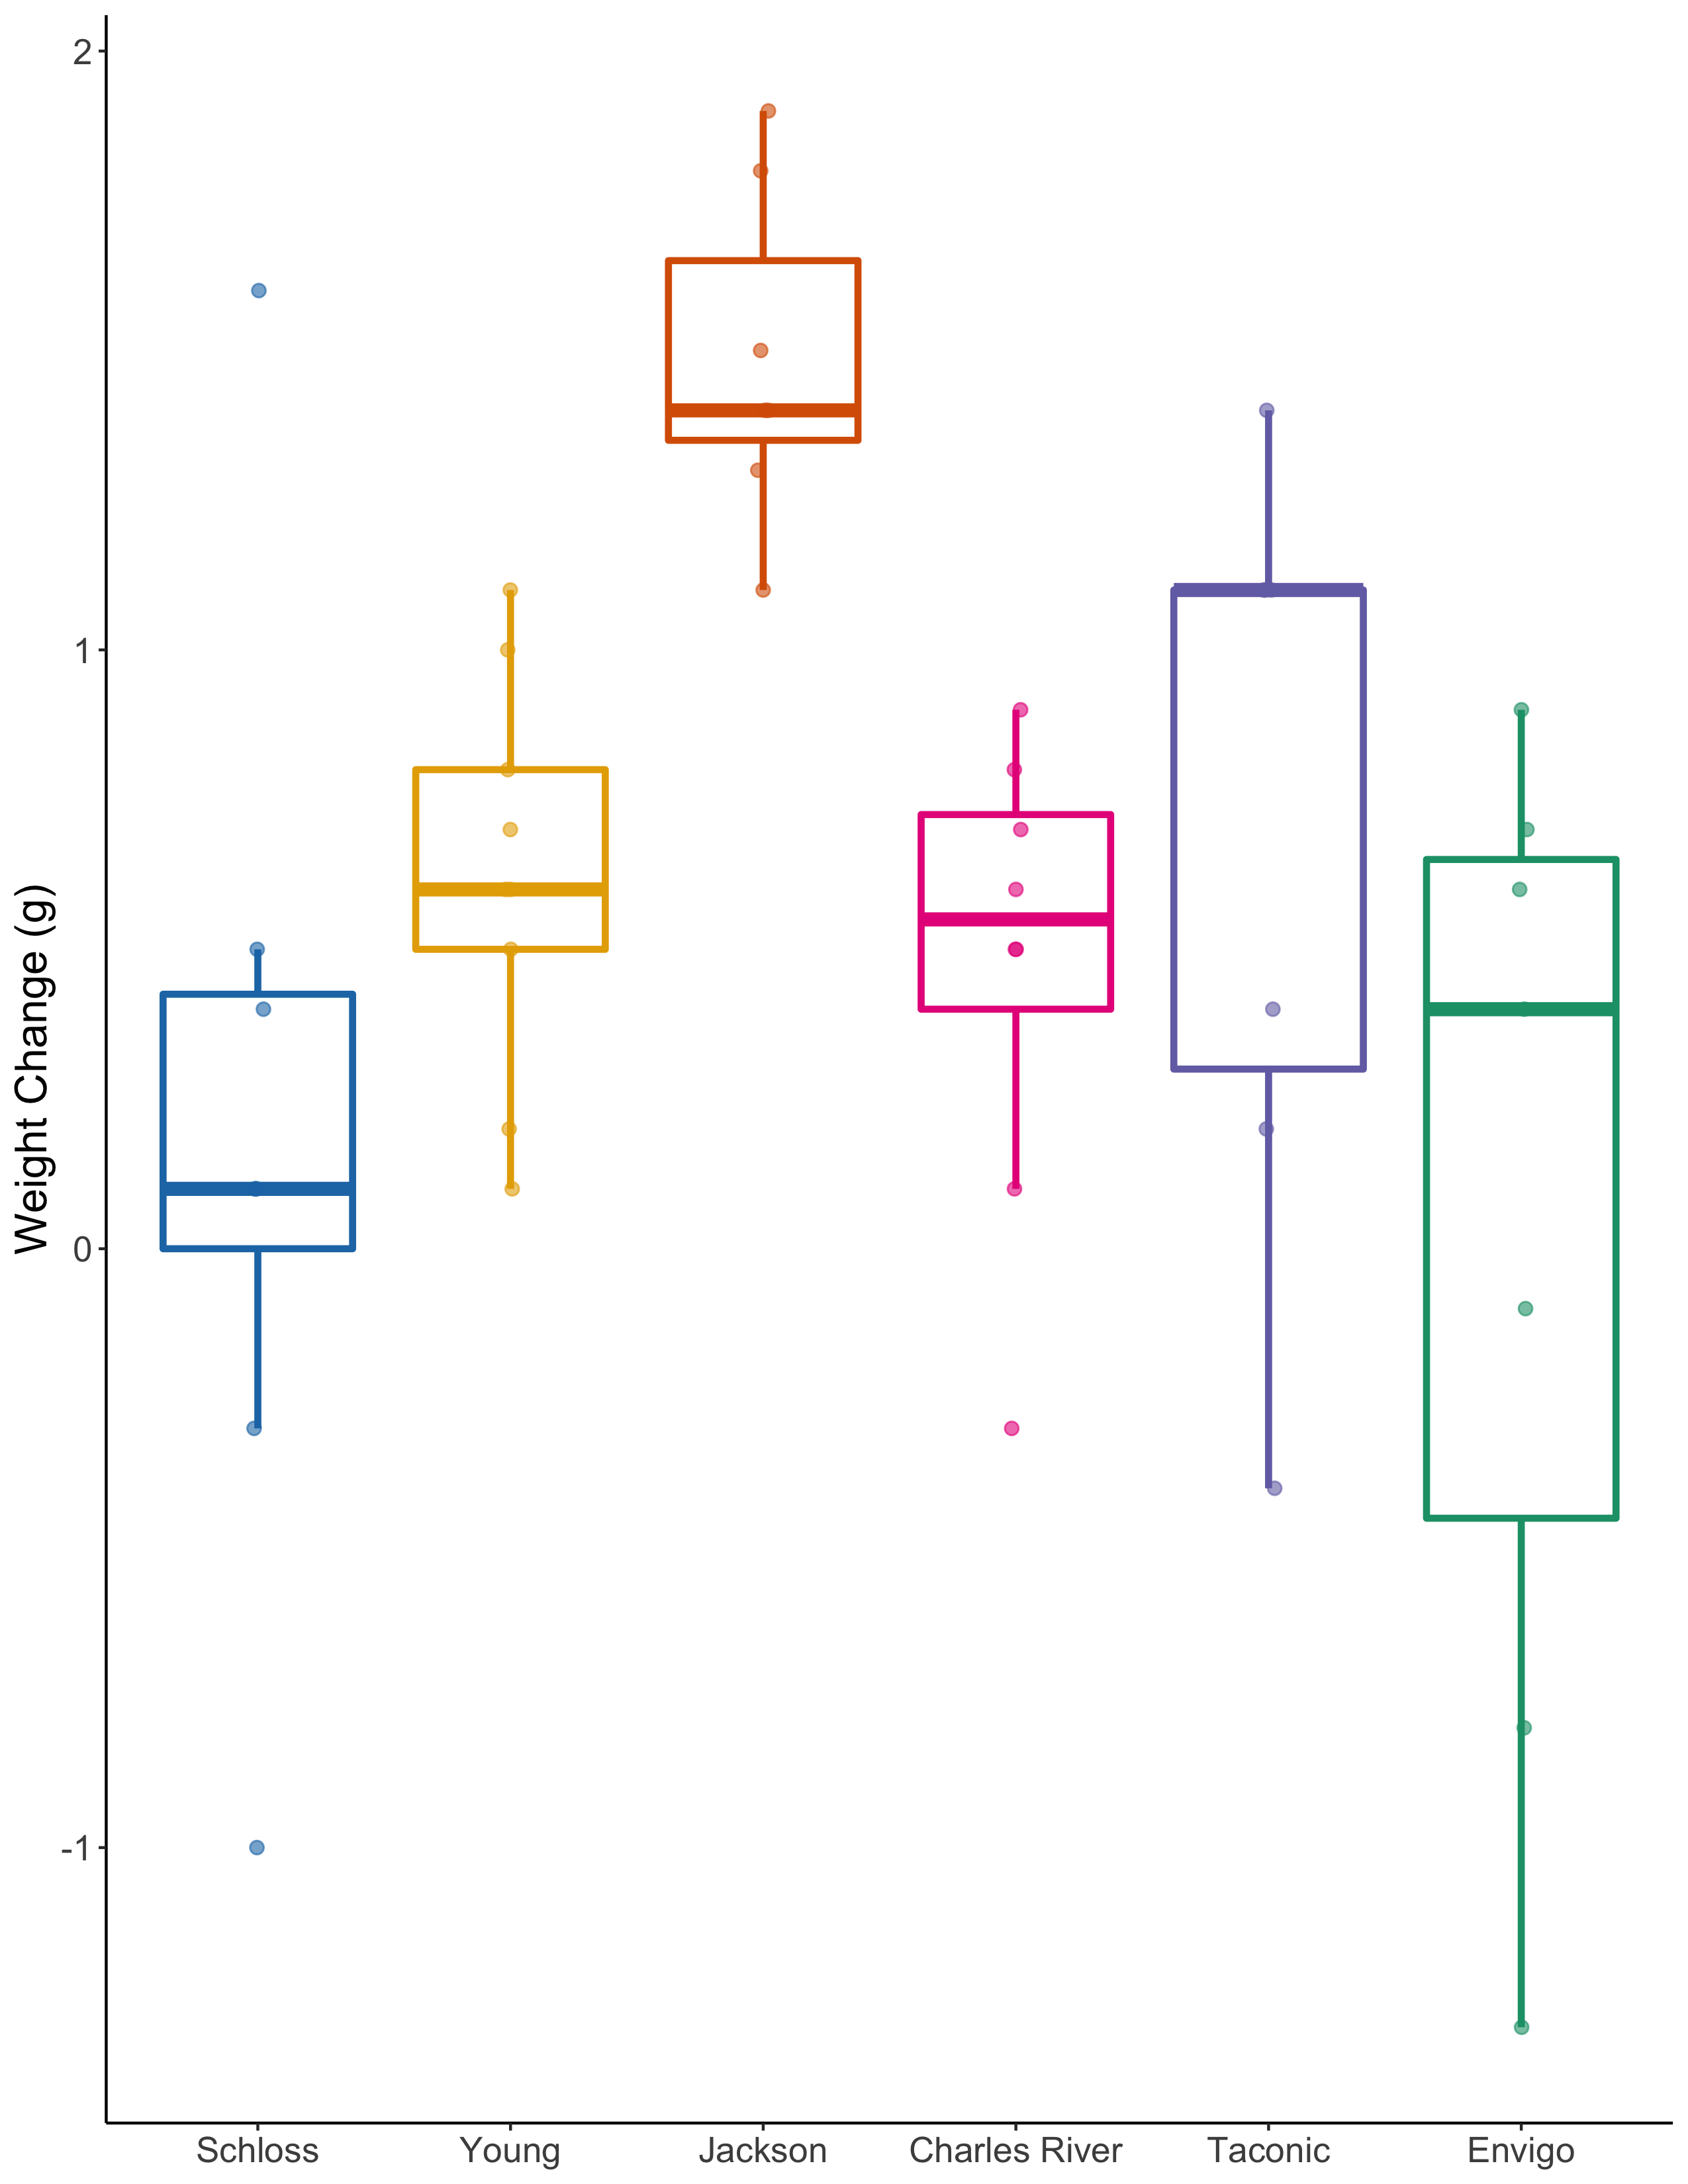 Weight Change (g)
2
1
0
-1
Schloss Young Jackson Charles River Taconic Envigo